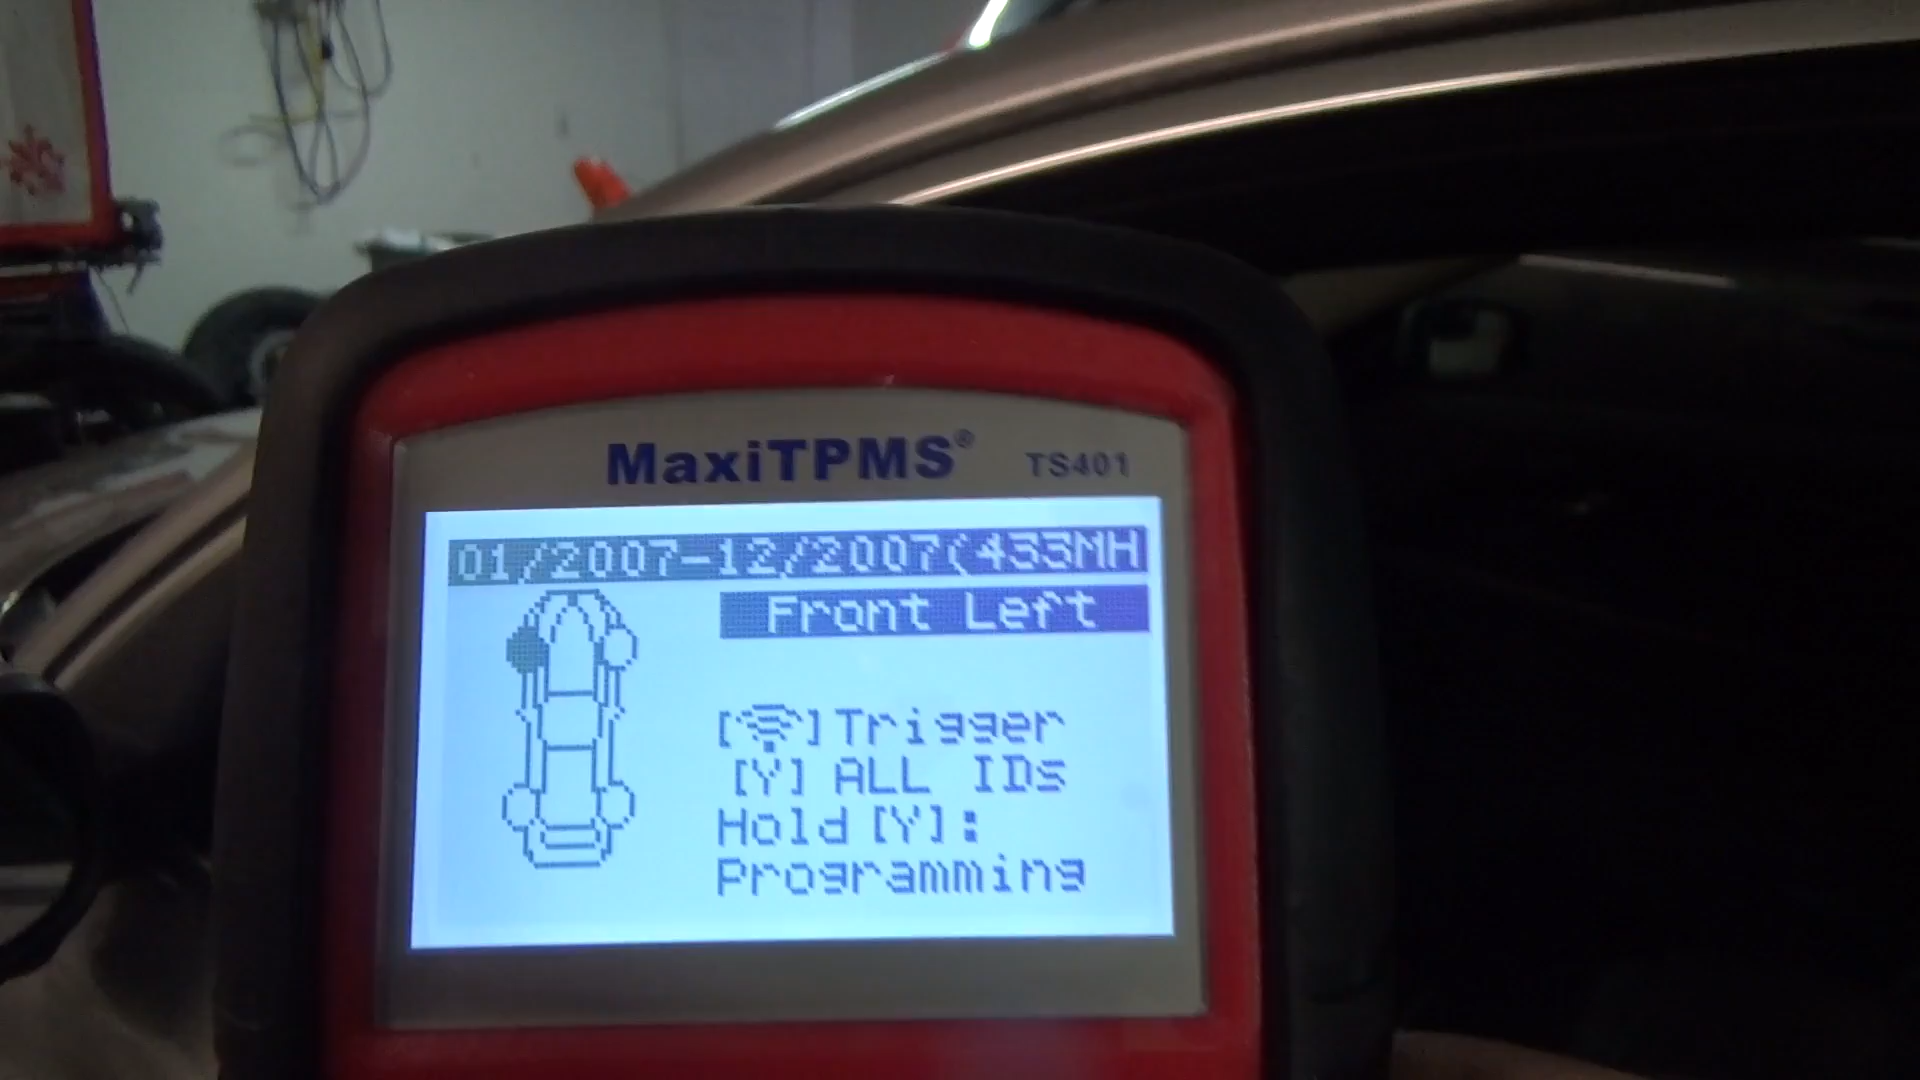 MaxiTPMS® TS401
01/2007-12/2007(433MH
Front Left
[]Trigger
[Y] ALL IDs
Hold[Y]:
Programming